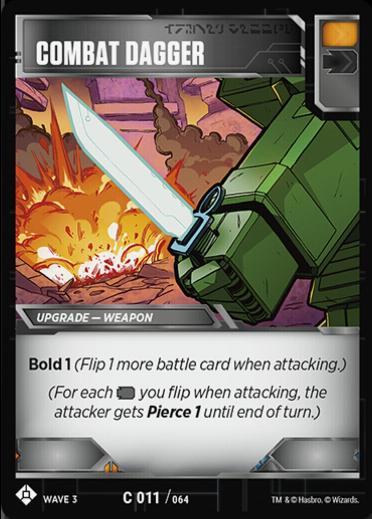 COMBAT DAGGER
UPGRADE — WEAPON
Bold 1 (Flip 1 more battle card when attacking.)
(For each you flip when attacking, the
attacker gets Pierce 1 until end of turn.)
WAVE 3
C 011 / 064
TM & © Hasbro. © Wizards.